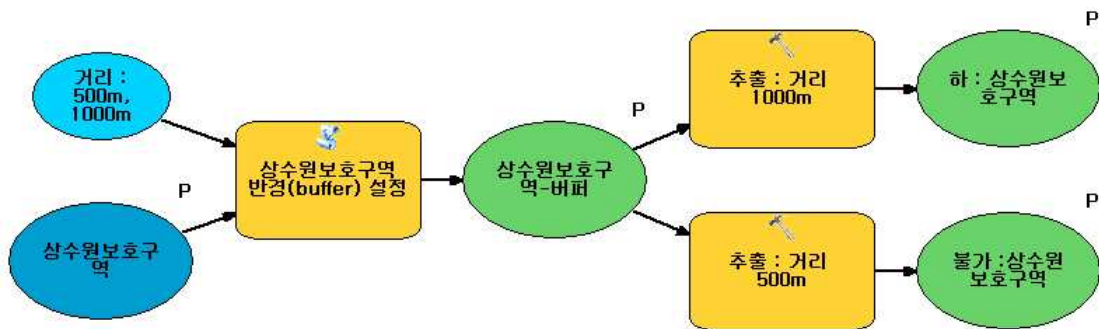 거리 :
500m,
1000m
P
상수원보호구
역
상수원보호구역
반경(buffer) 설정
상수원보호구
역-버퍼
P
추출 : 거리
1000m
P
하 : 상수원보
호구역
추출 : 거리
500m
P
불가 :상수원
보호구역